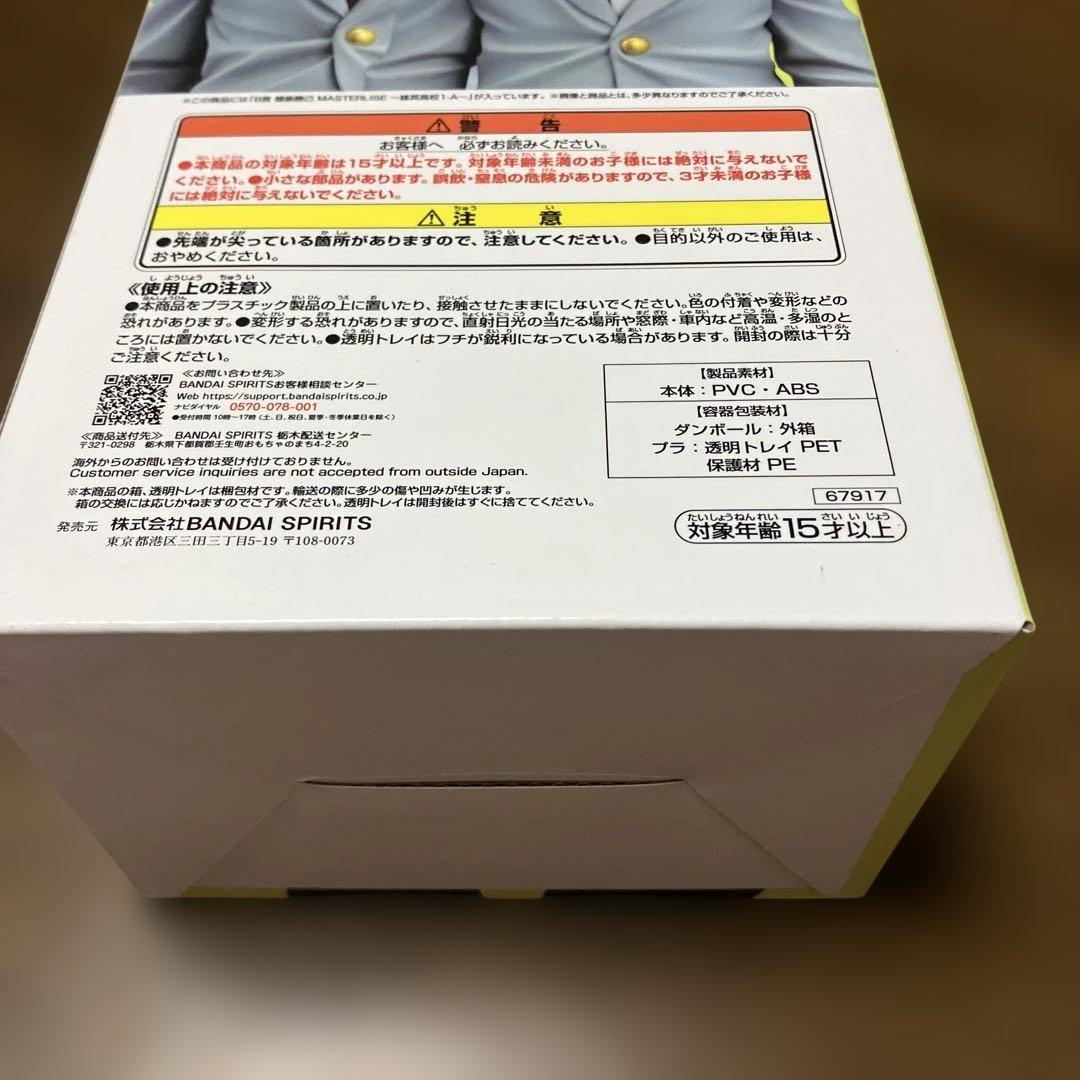 ※この商品には「B賞 爆豪勝己 MASTERLISE ～雄英高校1-A～」が入っています。 ※画像と商品とは、多少異なりますのでご了承ください。
警告
お客様へ 必ずお読みください。
●本商品の対象年齢は15才以上です。対象年齢未満のお子様には絶対に与えないで
ください。●小さな部品があります。誤飲・窒息の危険がありますので、3才未満のお子様
には絶対に与えないでください。
注意
●先端が尖っている箇所がありますので、注意してください。●目的以外のご使用は、
おやめください。
《使用上の注意》
●本商品をプラスチック製品の上に置いたり、接触させたままにしないでください。色の付着や変形などの
恐れがあります。●変形する恐れがありますので、直射日光の当たる場所や窓際・車内など高温・多湿のと
ころには置かないでください。●透明トレイはフチが鋭利になっている場合があります。開封の際は十分
ご注意ください。
≪お問い合わせ先≫
BANDAI SPIRITSお客様相談センター
Web https://support.bandaispirits.co.jp
ナビダイヤル 0570-078-001
●受付時間 10時～17時 (土、日、祝日、夏季・冬季休業日を除く)
≪商品送付先≫ BANDAI SPIRITS 栃木配送センター
〒321-0298 栃木県下都賀郡壬生町おもちゃのまち4-2-20
海外からのお問い合わせは受け付けておりません。
Customer service inquiries are not accepted from outside Japan.
※本商品の箱、透明トレイは梱包材です。輸送の際に多少の傷や凹みが生じます。
箱の交換には応じかねますのでご了承ください。透明トレイは開封後はすぐに捨ててください。
発売元 株式会社BANDAI SPIRITS
東京都港区三田三丁目5-19 〒108-0073
【製品素材】
本体：PVC・ABS
【容器包装材】
ダンボール：外箱
プラ：透明トレイ PET
保護材 PE
67917
対象年齢15才以上